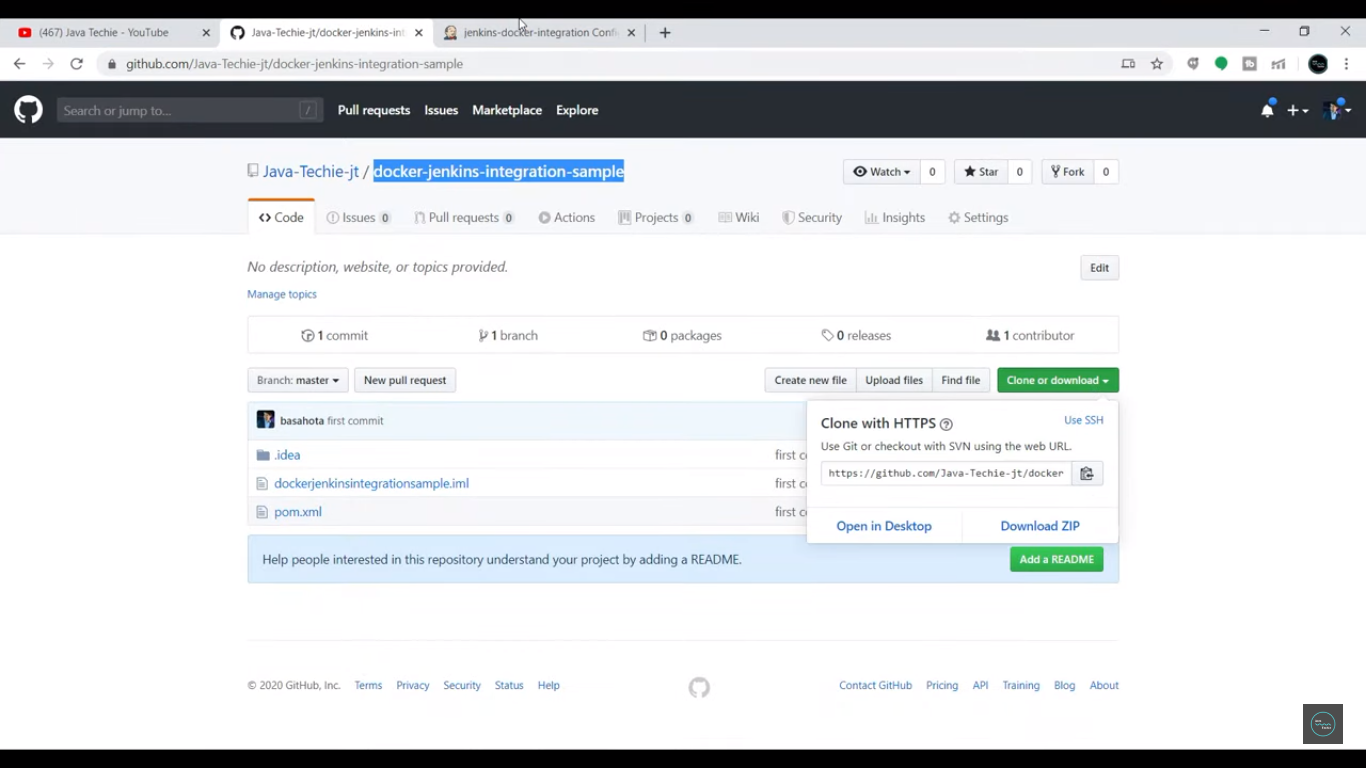 (467) Java Techie - YouTube
Java-Techie-jt/docker-jenkins-int
jenkins-docker-integration Confi
github.com/Java-Techie-jt/docker-jenkins-integration-sample
Search or jump to... /
Pull requests Issues Marketplace Explore
Java-Techie-jt / docker-jenkins-integration-sample
Watch 0 Star 0 Fork 0
Code Issues 0 Pull requests 0 Actions Projects 0 Wiki Security Insights Settings
No description, website, or topics provided.
Edit
Manage topics
1 commit 1 branch 0 packages 0 releases 1 contributor
Branch: master New pull request Create new file Upload files Find file Clone or download
basahota first commit
Clone with HTTPS ?
Use SSH
Use Git or checkout with SVN using the web URL.
.idea first co
https://github.com/Java-Techie-jt/docker
dockerjenkinsintegrationsample.iml first co
pom.xml first co
Open in Desktop Download ZIP
Help people interested in this repository understand your project by adding a README. Add a README
© 2020 GitHub, Inc. Terms Privacy Security Status Help Contact GitHub Pricing API Training Blog About